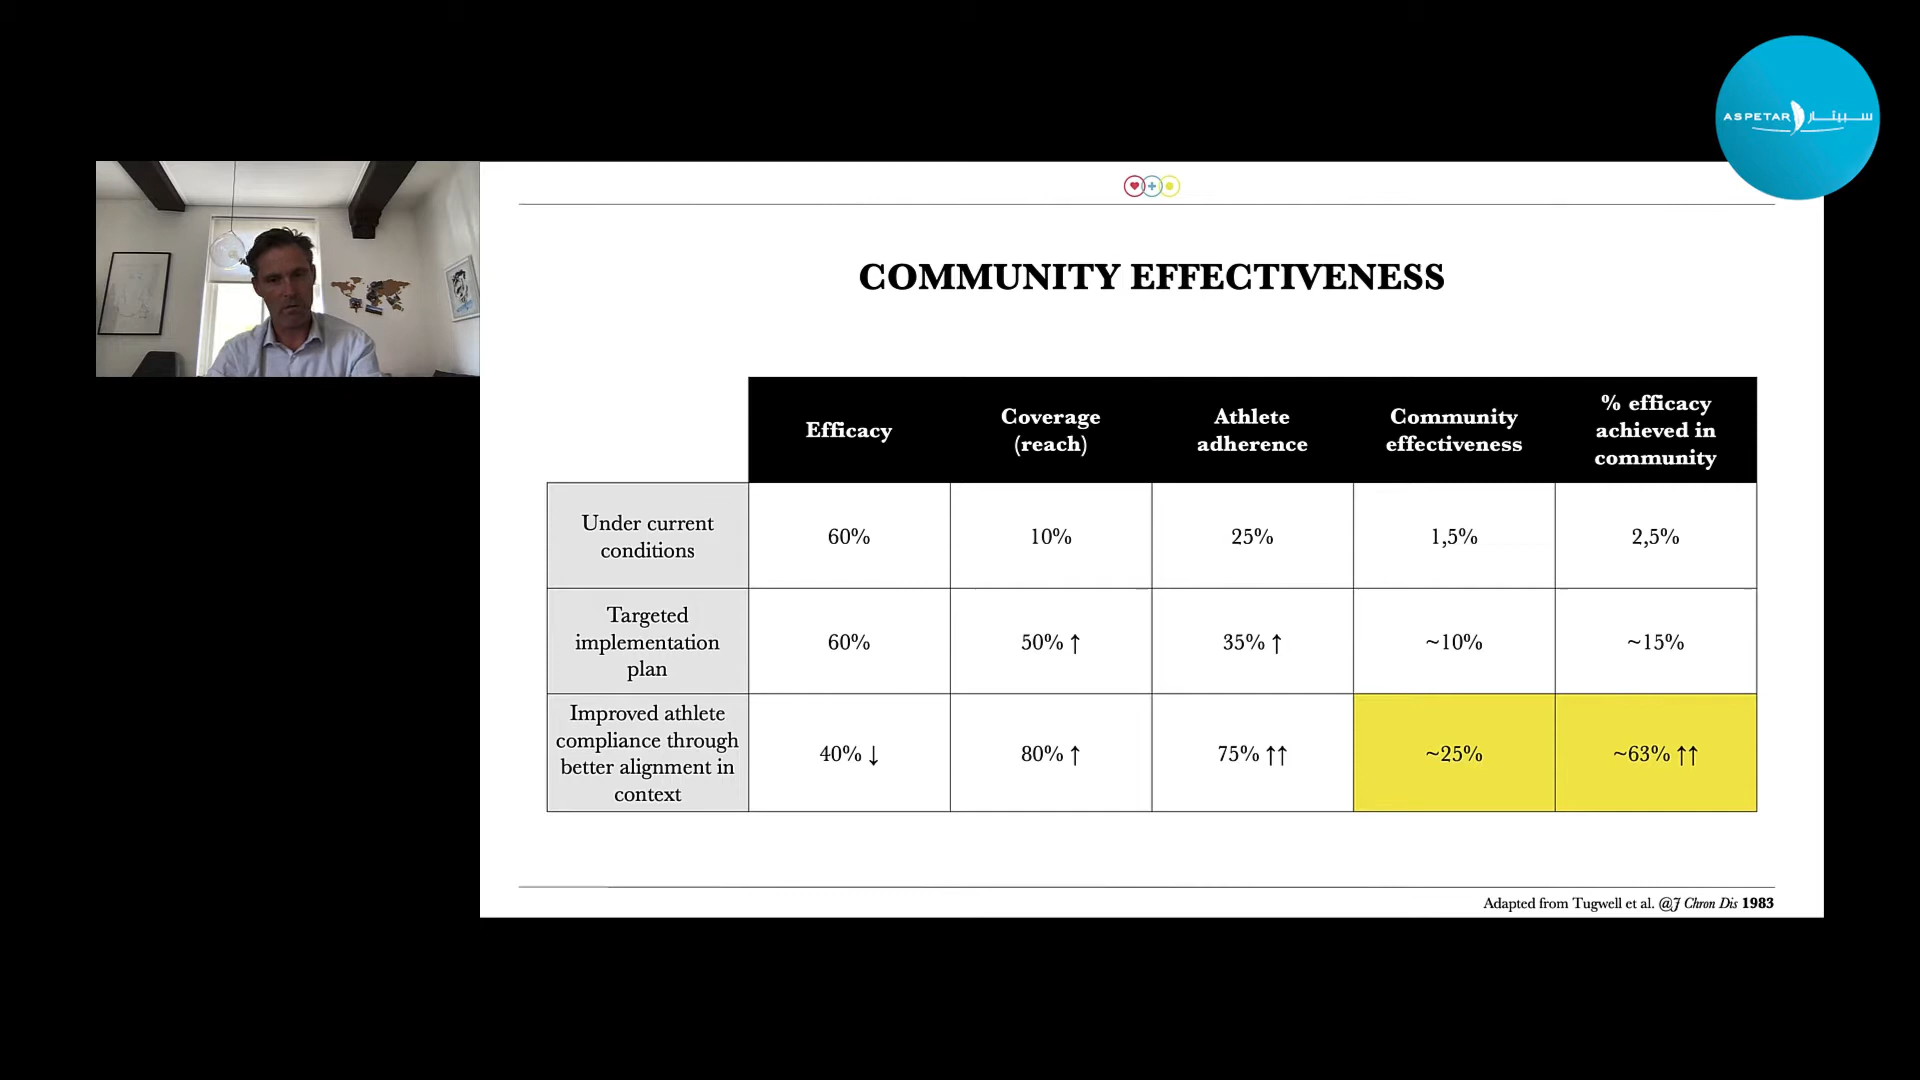 ASPETAR سبيتار
COMMUNITY EFFECTIVENESS
Efficacy
Coverage
(reach)
Athlete
adherence
Community
effectiveness
% efficacy
achieved in
community
Under current
conditions
60%
10%
25%
1,5%
2,5%
Targeted
implementation
plan
60%
50% ↑
35% ↑
~10%
~15%
Improved athlete
compliance through
better alignment in
context
40% ↓
80% ↑
75% ↑↑
~25%
~63% ↑↑
Adapted from Tugwell et al. @J Chron Dis 1983